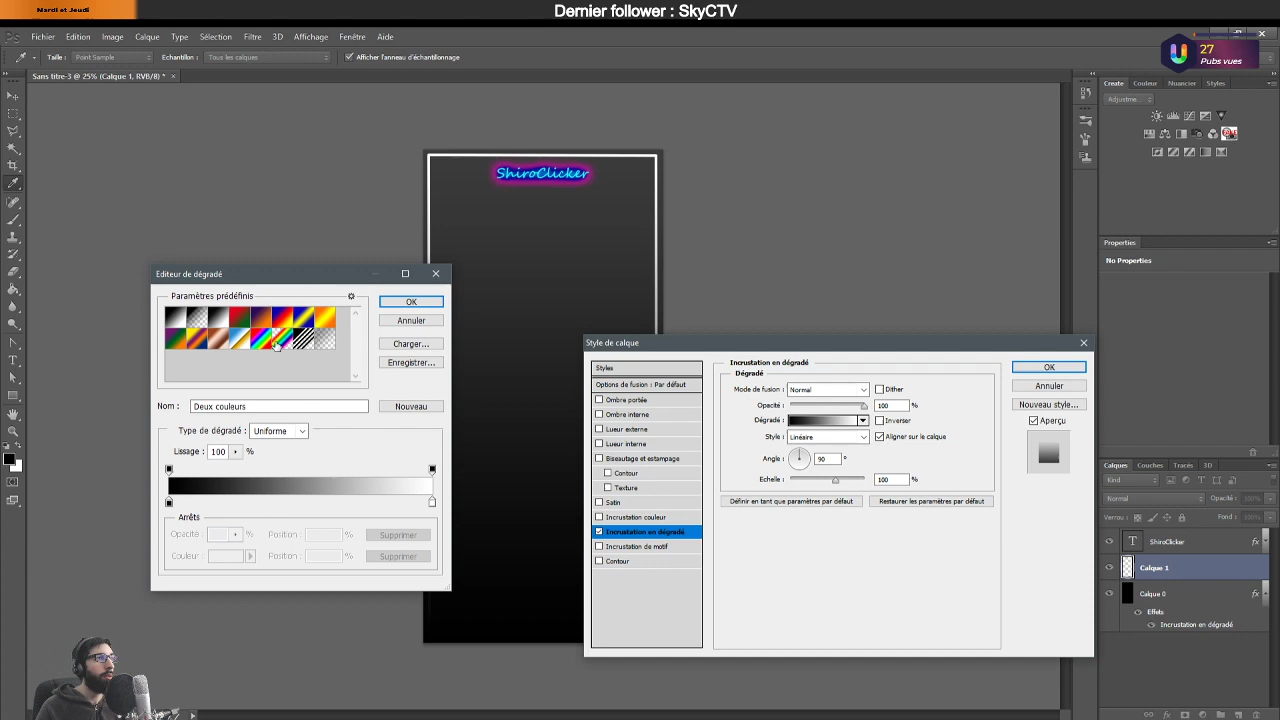 Mardi et Jeudi
Dernier follower : SkyCTV
Fichier Edition Image Calque Type Sélection Filtre 3D Affichage Fenêtre Aide
Taille : Point Sample Echantillon : Tous les calques Afficher l'anneau d'échantillonnage
27
Pubs vues
Sans titre-3 @ 25% (Calque 1, RVB/8) *
Create Couleur Nuancier Styles
Adjustme...
ShiroClicker
Properties
No Properties
Editeur de dégradé
Paramètres prédéfinis
OK
Annuler
Charger...
Enregistrer...
Nom : Deux couleurs Nouveau
Type de dégradé : Uniforme
Lissage : 100 %
Arrêts
Opacité : % Position : % Supprimer
Couleur : Position : % Supprimer
Style de calque
Styles
Options de fusion : Par défaut
Ombre portée
Ombre interne
Lueur externe
Lueur interne
Biseautage et estampage
Contour
Texture
Satin
Incrustation couleur
Incrustation en dégradé
Incrustation de motif
Contour
Incrustation en dégradé
Dégradé
Mode de fusion : Normal Dither
Opacité : 100 %
Dégradé : Inverser
Style : Linéaire Aligner sur le calque
Angle : 90 °
Echelle : 100 %
Définir en tant que paramètres par défaut Restaurer les paramètres par défaut
OK
Annuler
Nouveau style...
Aperçu
Calques Couches Tracés 3D
Kind
Normal Opacité : 100%
Verrou : Fond : 100%
T ShiroClicker fx
Calque 1
Calque 0 fx
Effets
Incrustation en dégradé